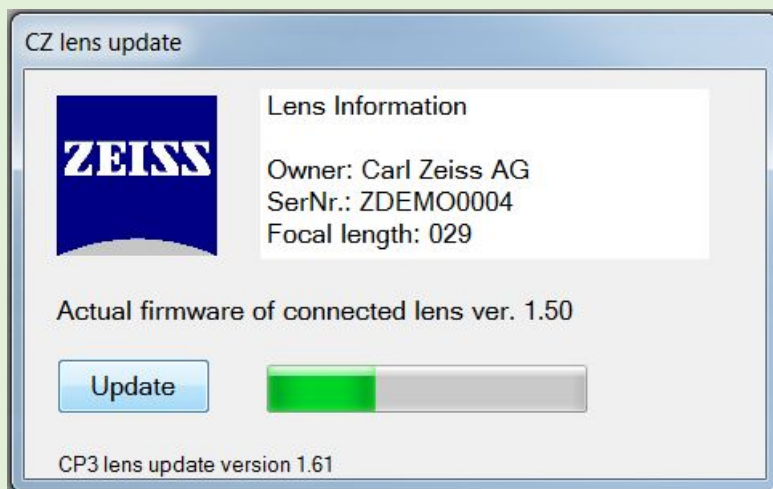 CZ lens update
ZEISS
Lens Information
Owner: Carl Zeiss AG
SerNr.: ZDEMO0004
Focal length: 029
Actual firmware of connected lens ver. 1.50
Update
CP3 lens update version 1.61